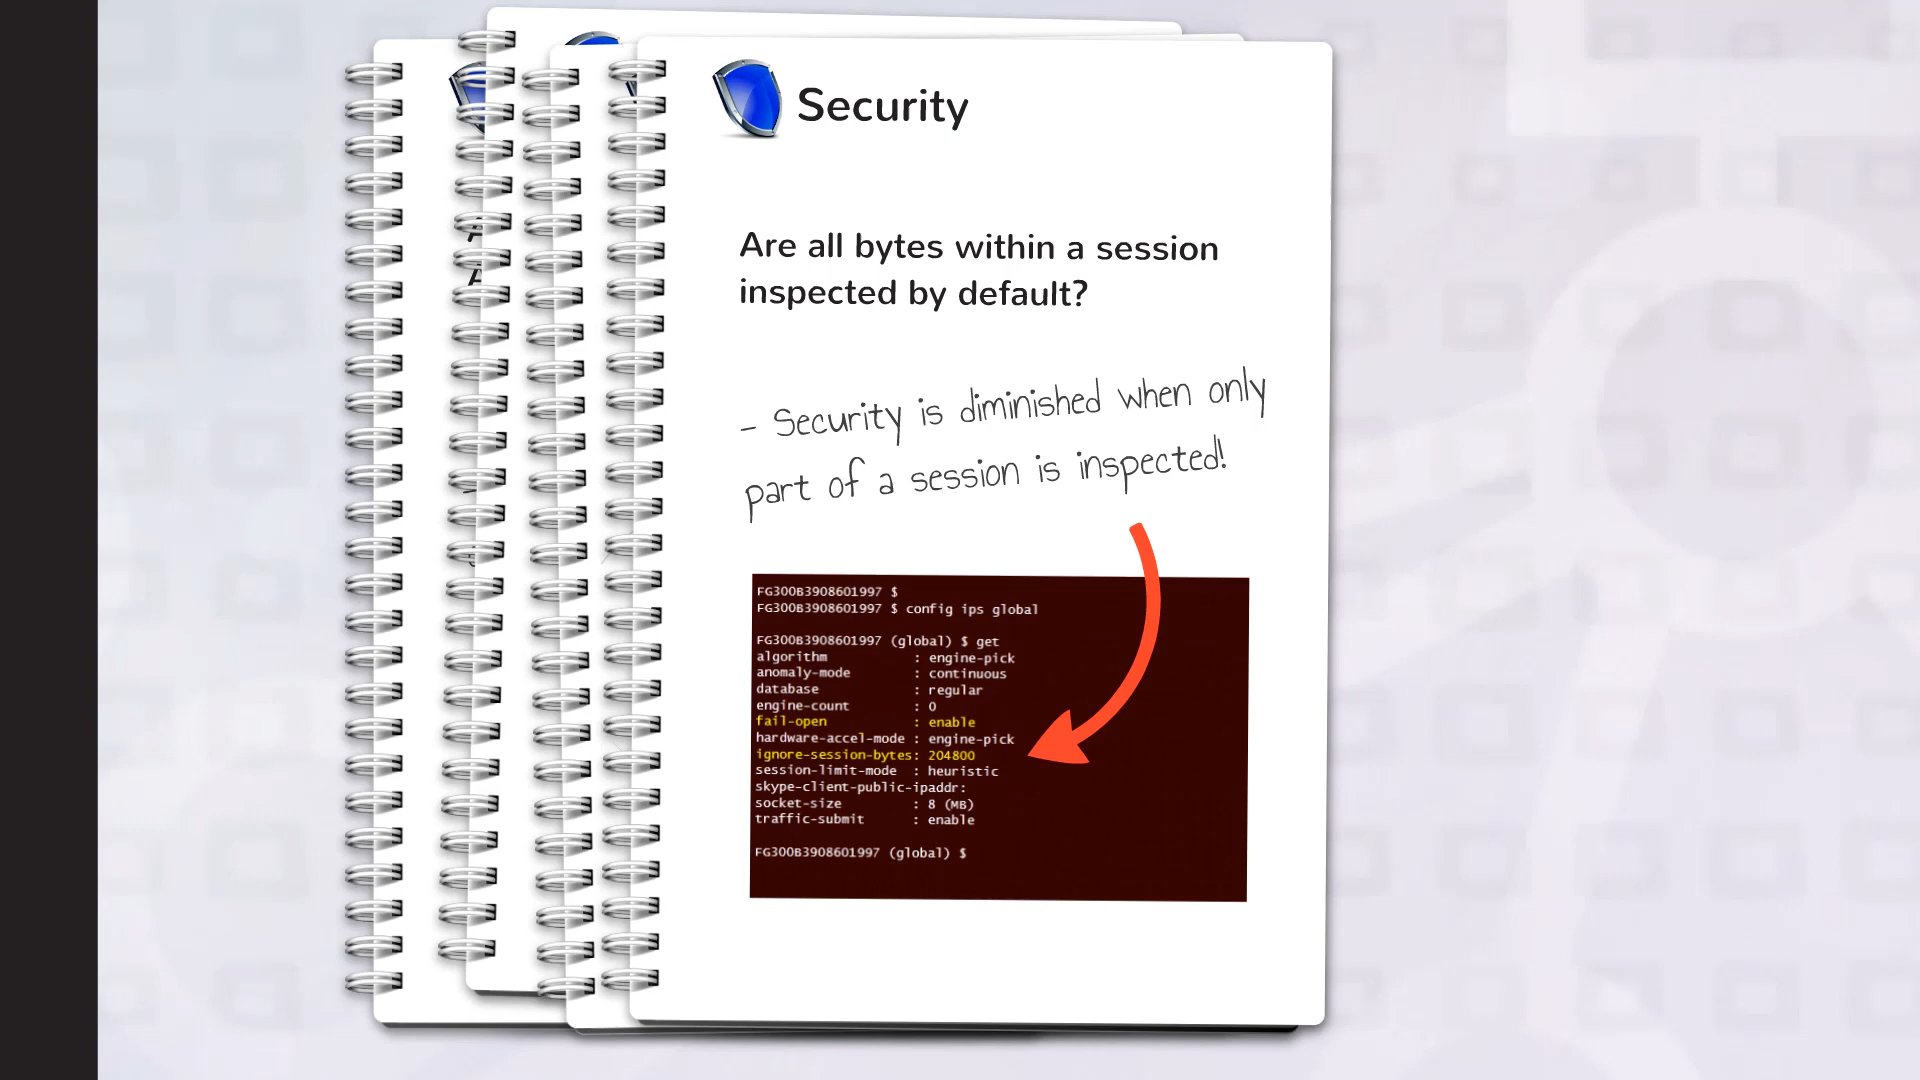 Security
Are all bytes within a session
inspected by default?
- Security is diminished when only
part of a session is inspected!
FG300B3908601997 $
FG300B3908601997 $ config ips global
FG300B3908601997 (global) $ get
algorithm : engine-pick
anomaly-mode : continuous
database : regular
engine-count : 0
fail-open : enable
hardware-accel-mode : engine-pick
ignore-session-bytes: 204800
session-limit-mode : heuristic
skype-client-public-ipaddr:
socket-size : 8 (MB)
traffic-submit : enable
FG300B3908601997 (global) $